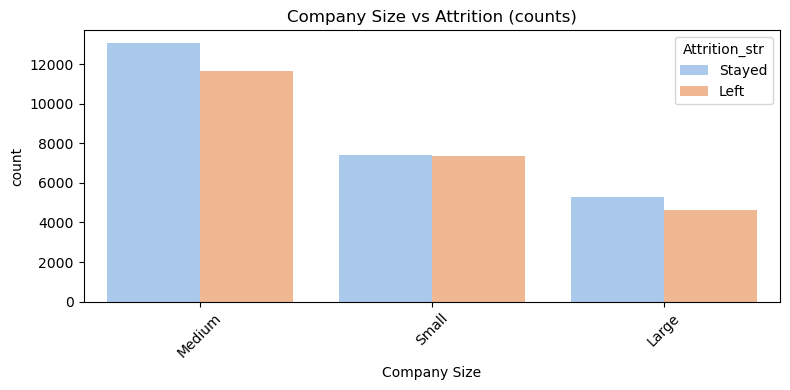 Company Size vs Attrition (counts)
Attrition_str
Stayed
Left
12000
10000
8000
6000
4000
2000
0
count
Medium
Small
Large
Company Size